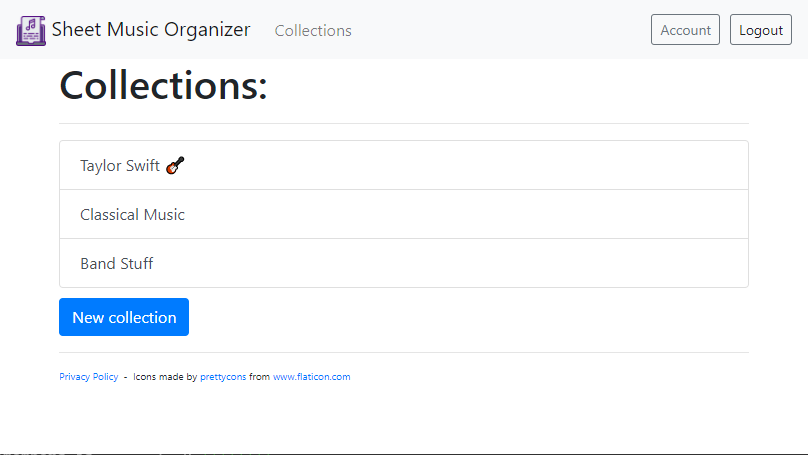 Sheet Music Organizer Collections Account Logout
Collections:
Taylor Swift 🎸
Classical Music
Band Stuff
New collection
Privacy Policy - Icons made by prettycons from www.flaticon.com